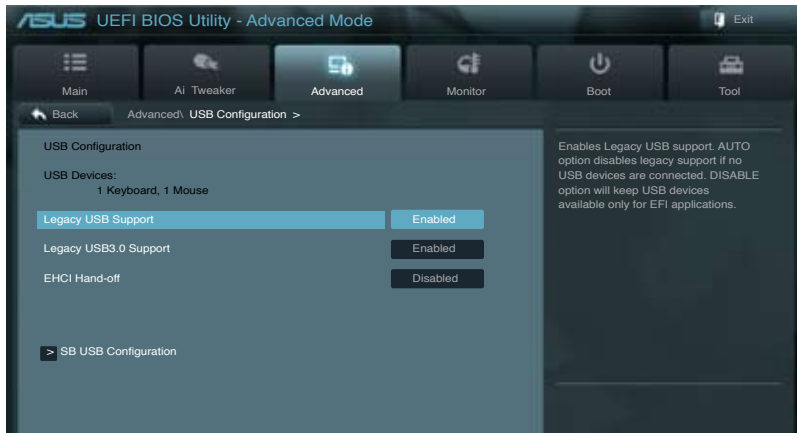 ASUS UEFI BIOS Utility - Advanced Mode
Exit
Main
Ai Tweaker
Advanced
Monitor
Boot
Tool
Back
Advanced\ USB Configuration >
USB Configuration
USB Devices:
1 Keyboard, 1 Mouse
Legacy USB Support Enabled
Legacy USB3.0 Support Enabled
EHCI Hand-off Disabled
> SB USB Configuration
Enables Legacy USB support. AUTO
option disables legacy support if no
USB devices are connected. DISABLE
option will keep USB devices
available only for EFI applications.